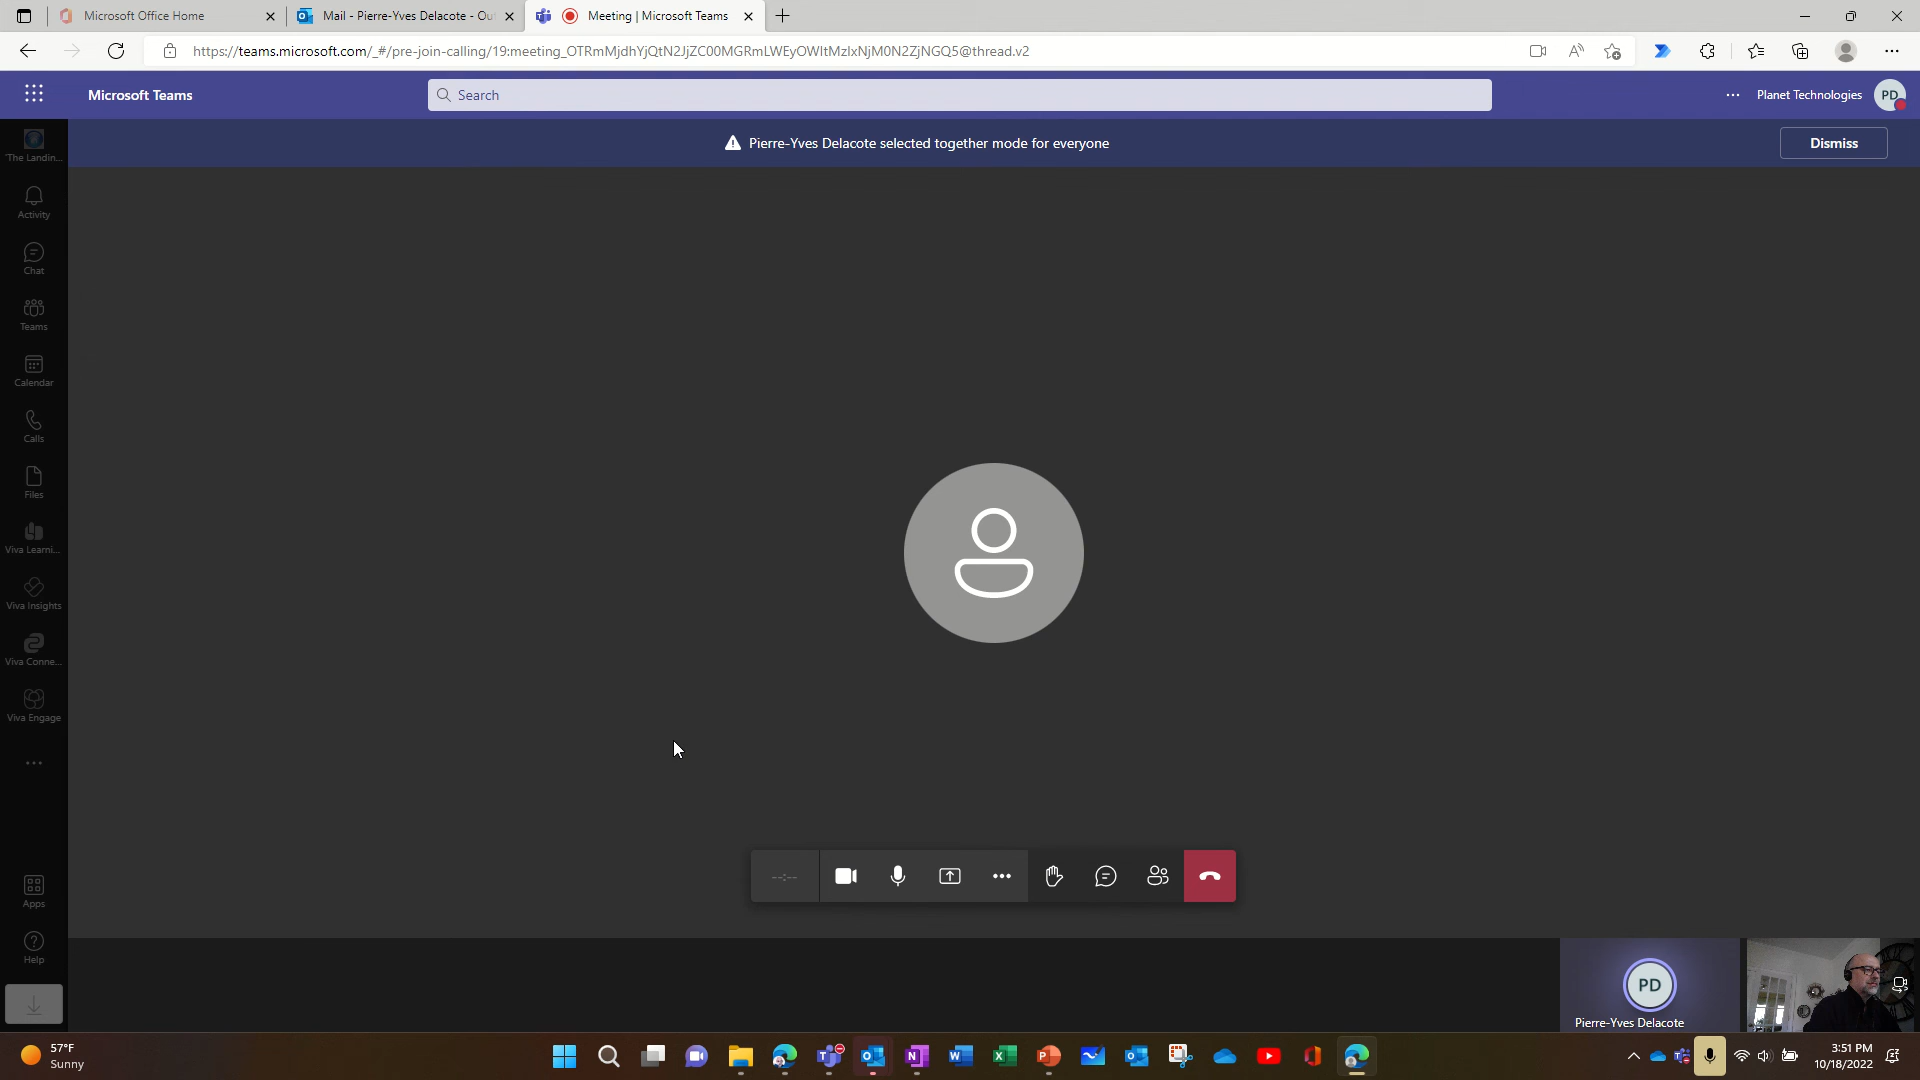 Microsoft Office Home
Mail - Pierre-Yves Delacote - Ou
Meeting | Microsoft Teams
https://teams.microsoft.com/_#/pre-join-calling/19:meeting_OTRmMjdhYjQtN2JjZC00MGRmLWEyOWItMzIxNjM0N2ZjNGQ5@thread.v2
Microsoft Teams
Search
Planet Technologies
PD
Pierre-Yves Delacote selected together mode for everyone
Dismiss
'The Landin...
Activity
Chat
Teams
Calendar
Calls
Files
Viva Learni...
Viva Insights
Viva Conne...
Viva Engage
Apps
Help
--:--
PD
Pierre-Yves Delacote
57°F
Sunny
3:51 PM
10/18/2022